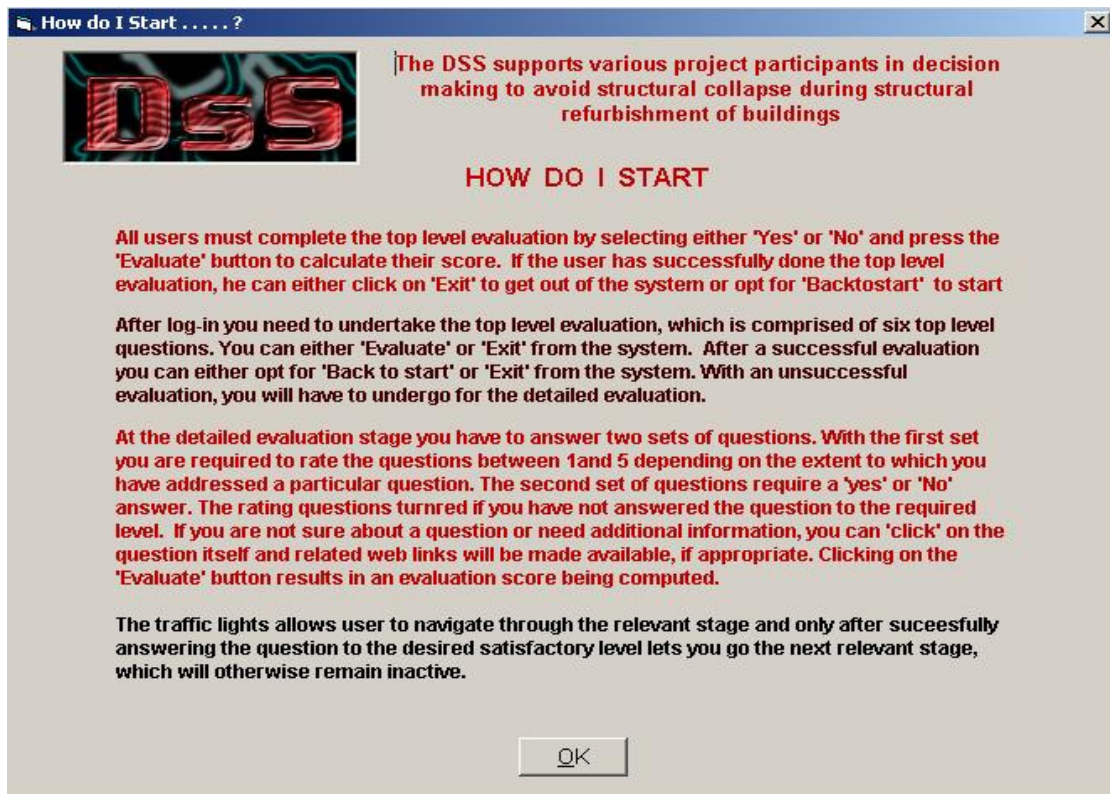 How do I Start . . . . . ?
DsS
The DSS supports various project participants in decision
making to avoid structural collapse during structural
refurbishment of buildings
HOW DO I START
All users must complete the top level evaluation by selecting either 'Yes' or 'No' and press the
'Evaluate' button to calculate their score. If the user has successfully done the top level
evaluation, he can either click on 'Exit' to get out of the system or opt for 'Backtostart' to start
After log-in you need to undertake the top level evaluation, which is comprised of six top level
questions. You can either 'Evaluate' or 'Exit' from the system. After a successful evaluation
you can either opt for 'Back to start' or 'Exit' from the system. With an unsuccessful
evaluation, you will have to undergo for the detailed evaluation.
At the detailed evaluation stage you have to answer two sets of questions. With the first set
you are required to rate the questions between 1and 5 depending on the extent to which you
have addressed a particular question. The second set of questions require a 'yes' or 'No'
answer. The rating questions turnred if you have not answered the question to the required
level. If you are not sure about a question or need additional information, you can 'click' on the
question itself and related web links will be made available, if appropriate. Clicking on the
'Evaluate' button results in an evaluation score being computed.
The traffic lights allows user to navigate through the relevant stage and only after suceesfully
answering the question to the desired satisfactory level lets you go the next relevant stage,
which will otherwise remain inactive.
OK